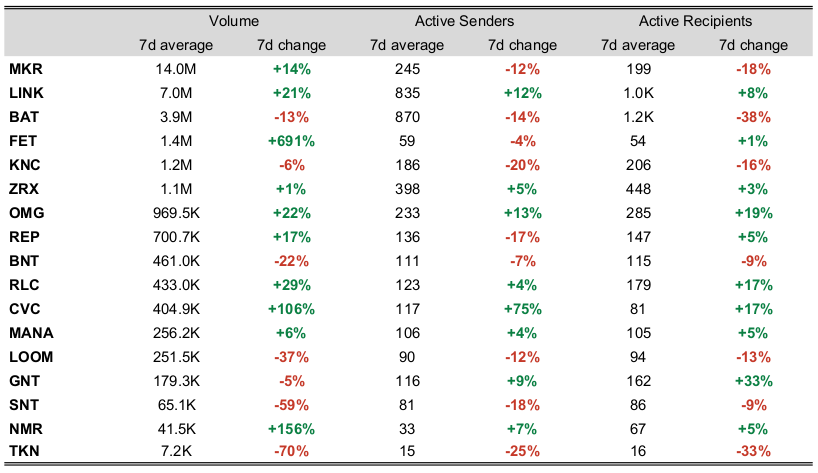 Volume Active Senders Active Recipients
7d average 7d change 7d average 7d change 7d average 7d change
MKR 14.0M +14% 245 -12% 199 -18%
LINK 7.0M +21% 835 +12% 1.0K +8%
BAT 3.9M -13% 870 -14% 1.2K -38%
FET 1.4M +691% 59 -4% 54 +1%
KNC 1.2M -6% 186 -20% 206 -16%
ZRX 1.1M +1% 398 +5% 448 +3%
OMG 969.5K +22% 233 +13% 285 +19%
REP 700.7K +17% 136 -17% 147 +5%
BNT 461.0K -22% 111 -7% 115 -9%
RLC 433.0K +29% 123 +4% 179 +17%
CVC 404.9K +106% 117 +75% 81 +17%
MANA 256.2K +6% 106 +4% 105 +5%
LOOM 251.5K -37% 90 -12% 94 -13%
GNT 179.3K -5% 116 +9% 162 +33%
SNT 65.1K -59% 81 -18% 86 -9%
NMR 41.5K +156% 33 +7% 67 +5%
TKN 7.2K -70% 15 -25% 16 -33%